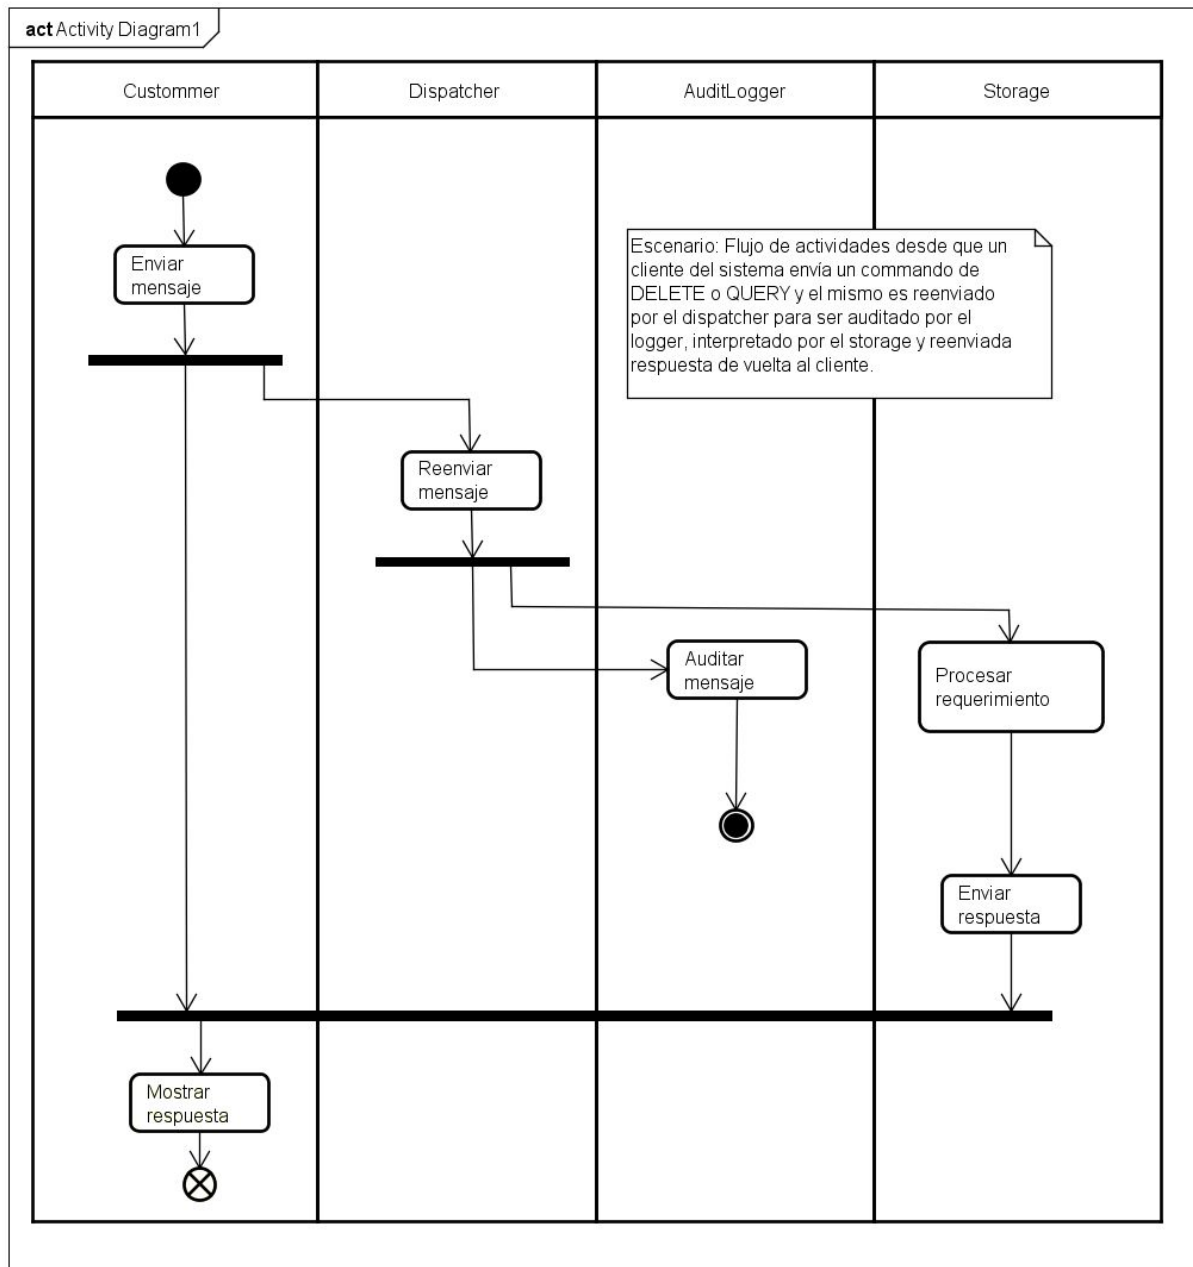 act Activity Diagram1
Custommer
Dispatcher
AuditLogger
Storage
Enviar
mensaje
Escenario: Flujo de actividades desde que un
cliente del sistema envía un commando de
DELETE o QUERY y el mismo es reenviado
por el dispatcher para ser auditado por el
logger, interpretado por el storage y reenviada
respuesta de vuelta al cliente.
Reenviar
mensaje
Auditar
mensaje
Procesar
requerimiento
Enviar
respuesta
Mostrar
respuesta